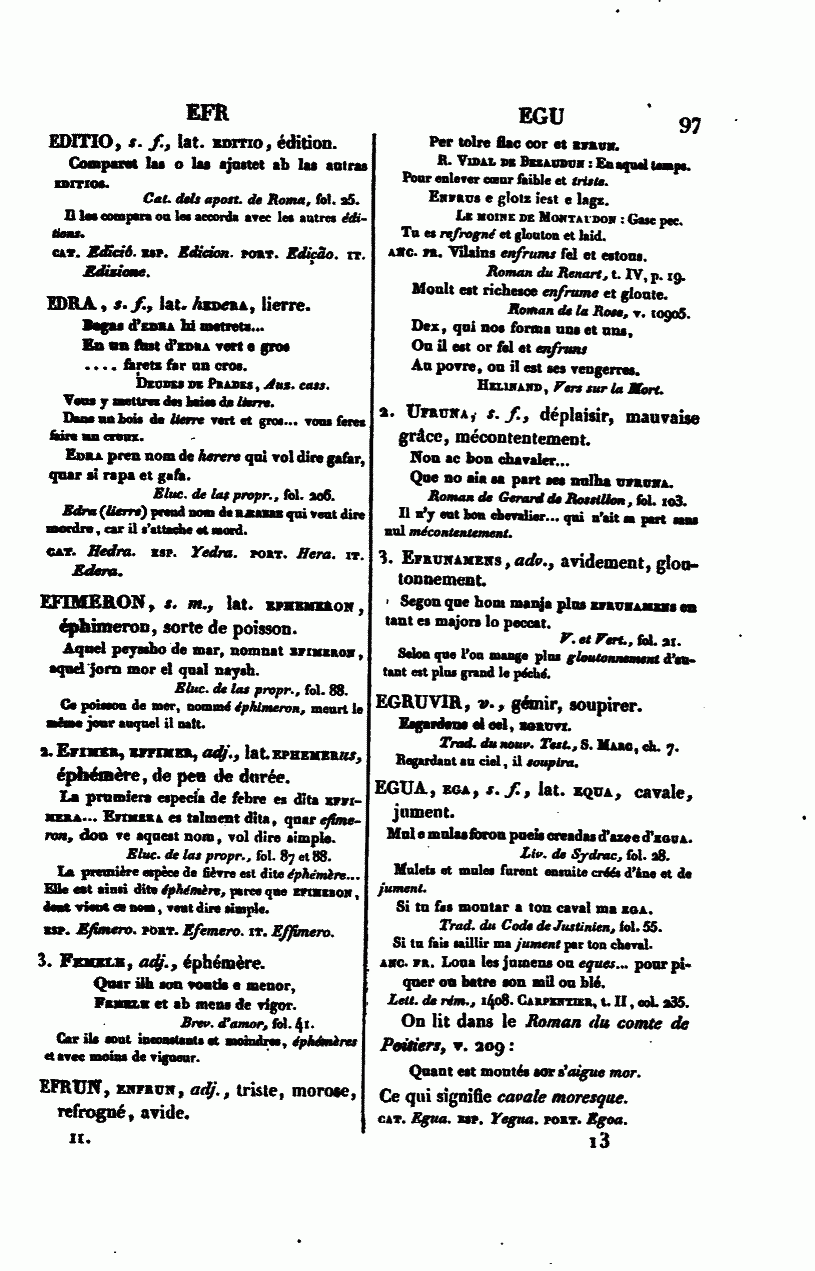 EFR
EGU
97
EDITIO, s. f., lat. EDITIO, édition.
Comparet las o las ajustet ab las autras
EDITIOS.
Cat. dels apost. de Roma, fol. 25.
Il les compara ou les accorda avec les autres édi-
tions.
CAT. Edició. ESP. Edicion. PORT. Edição. IT.
Edizione.
EDRA, s. f., lat. hEDerA, lierre.
Bagas d'EDRA hi metretz...
En un fust d'EDRA vert e gros
.... faretz far un cros.
DEUDES DE PRADES, Aus. cass.
Vous y mettrez des baies de lierre.
Dans un bois de lierre vert et gros... vous feres
faire un creux.
EDRA pren nom de herere qui vol dire gafar,
quar si rapa et gafa.
Eluc. de las propr., fol. 206.
Edra (lierre) prend nom de HERERE qui veut dire
mordre, car il s'attache et mord.
CAT. Hedra. ESP. Yedra. PORT. Hera. IT.
Edera.
EFIMERON, s. m., lat. EPHEMERON,
éphimeron, sorte de poisson.
Aquel peyssho de mar, nomnat EFIMERON,
aquel jorn mor el qual naysh.
Eluc. de las propr., fol. 88.
Ce poisson de mer, nommé éphimeron, meurt le
même jour auquel il naît.
2. EFIMER, EFFIMER, adj., lat. EPHEMERus,
éphémère, de peu de durée.
La prumiera especia de febre es dita EFFI-
MERA... EFIMERA es talment dita, quar efime-
ron, don ve aquest nom, vol dire simple.
Eluc. de las propr., fol. 87 et 88.
La première espèce de fièvre est dite éphémère...
Elle est ainsi dite éphémère, parce que EFIMERON,
dont vient ce nom, veut dire simple.
ESP. Efimero. PORT. Efemero. IT. Effimero.
3. FEMELE, adj., éphémère.
Quar ilh son voutis e menor,
FEMELE et ab mens de vigor.
Brev. d'amor, fol. 41.
Car ils sont inconstants et moindres, éphémères
et avec moins de vigueur.
EFRUN, ENFRUN, adj., triste, morose,
refrogné, avide.
II.
Per tolre flac cor et EFRUN.
R. VIDAL DE BEZAUDUN : En aquel temps.
Pour enlever cœur faible et triste.
ENFRUS e glotz iest e lagz.
LE MOINE DE MONTAUDON : Gasc pec.
Tu es refrogné et glouton et laid.
ANC. FR. Vilains enfrums fel et estous.
Roman du Renart, t. IV, p. 19.
Moult est richesce enfrume et gloute.
Roman de la Rose, v. 10905.
Dex, qui nos forma uns et uns,
Ou il est or fel et enfruns
Au povre, ou il est ses vengerres.
HELINAND, Vers sur la Mort.
2. UFRUNA, s. f., déplaisir, mauvaise
grâce, mécontentement.
Non ac bon chavaler...
Que no aia sa part ses nulha UFRUNA.
Roman de Gerard de Rossillon, fol. 103.
Il n'y eut bon chevalier... qui n'ait sa part sans
nul mécontentement.
3. EFRUNAMENS, adv., avidement, glou-
tonnement.
Segon que hom manja plus EFRUNAMENS en
tant es majors lo peccat.
V. et Vert., fol. 21.
Selon que l'on mange plus gloutonnement d'au-
tant est plus grand le péché.
EGRUVIR, v., gémir, soupirer.
Esgardens el cel, EGRUVI.
Trad. du nouv. Test., S. MARC, ch. 7.
Regardant au ciel, il soupira.
EGUA, EGA, s. f., lat. EQUA, cavale,
jument.
Mul e mulas foron pueis creadas d'aze e d'EGUA.
Liv. de Sydrac, fol. 28.
Mulets et mules furent ensuite créés d'âne et de
jument.
Si tu fas montar a ton caval ma EGA.
Trad. du Code de Justinien, fol. 55.
Si tu fais saillir ma jument par ton cheval.
ANC. FR. Loua les jumens ou eques... pour pi-
quer ou batre son mil ou blé.
Lett. de rém., 1408. CARPENTIER, t. II, col. 235.
On lit dans le Roman du comte de
Poitiers, v. 209 :
Quant est montés sor s'aigue mor.
Ce qui signifie cavale moresque.
CAT. Egua. ESP. Yegua. PORT. Egoa.
13